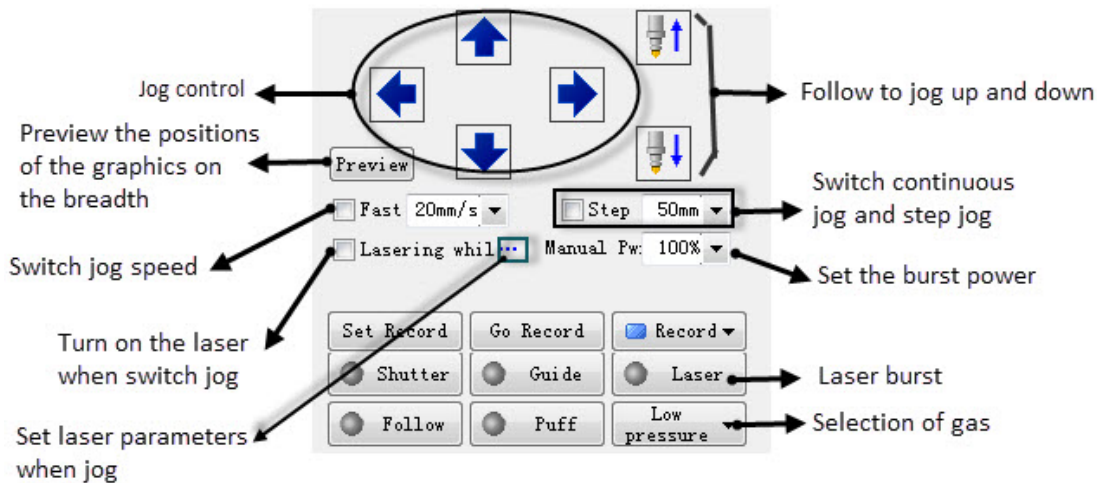 Jog control
Follow to jog up and down
Preview the positions
of the graphics on
the breadth
Preview
Switch continuous
jog and step jog
Fast 20mm/s
Step 50mm
Switch jog speed
Lasering whil ...
Manual Pw: 100%
Set the burst power
Set Record
Go Record
Record
Turn on the laser
when switch jog
Shutter
Guide
Laser
Laser burst
Follow
Puff
Low
pressure
Selection of gas
Set laser parameters
when jog